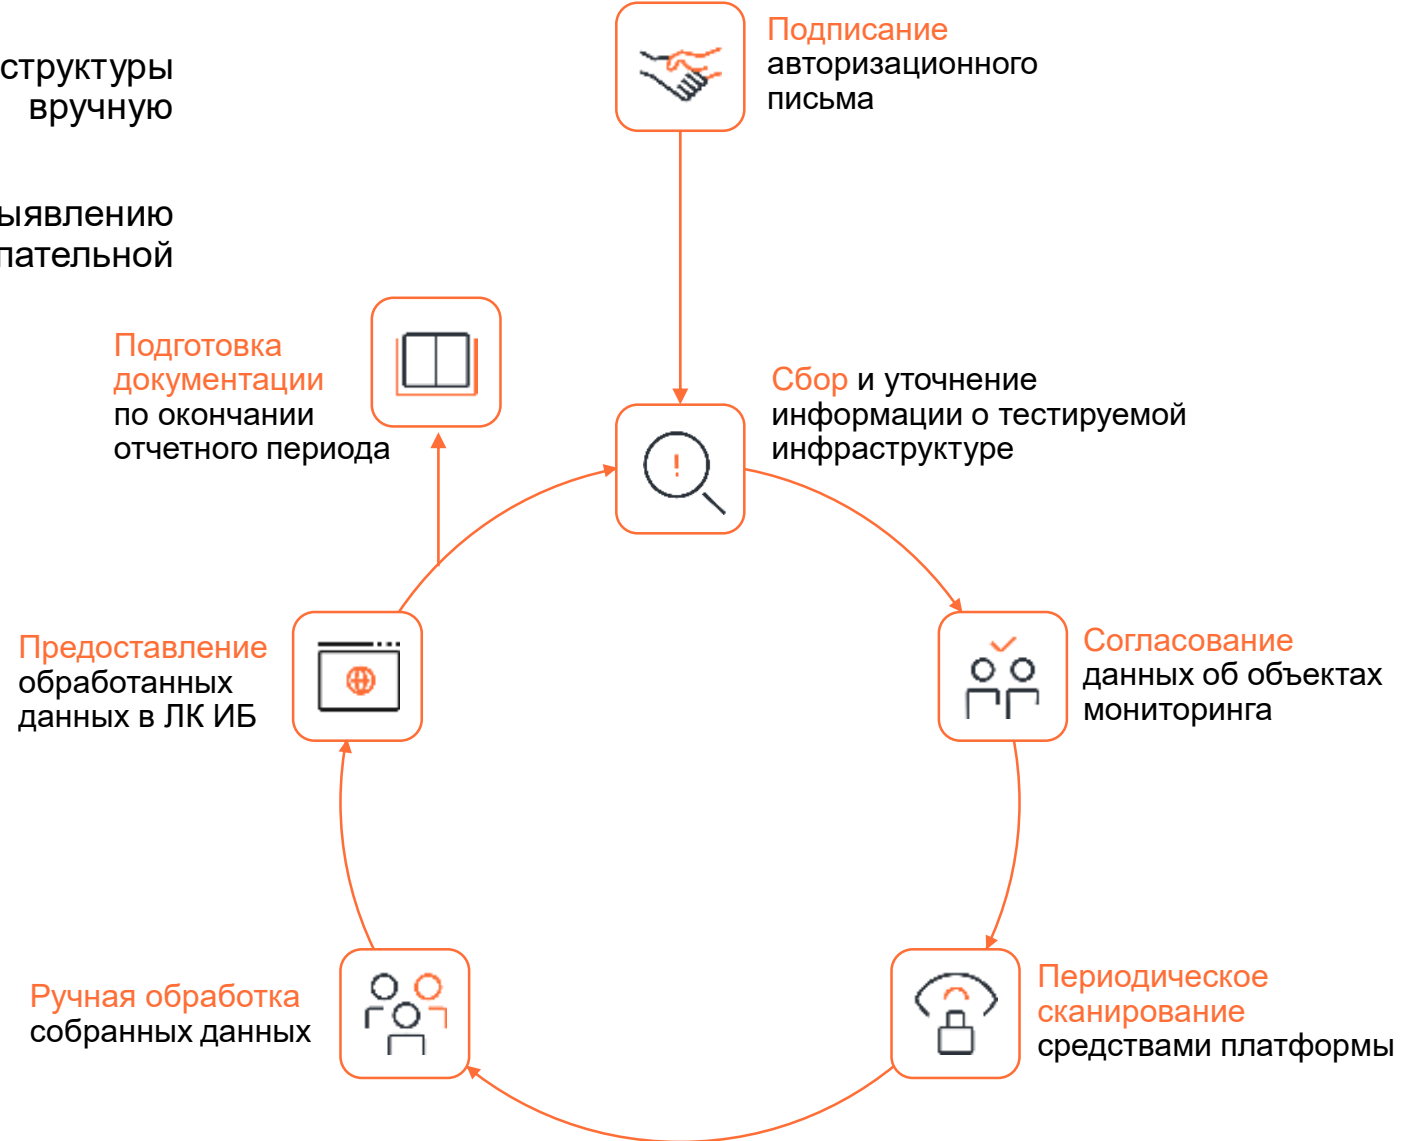 структуры
вручную
ыявлению
пательной
Подписание
авторизационного
письма
Подготовка
документации
по окончании
отчетного периода
Сбор и уточнение
информации о тестируемой
инфраструктуре
Предоставление
обработанных
данных в ЛК ИБ
Согласование
данных об объектах
мониторинга
Ручная обработка
собранных данных
Периодическое
сканирование
средствами платформы